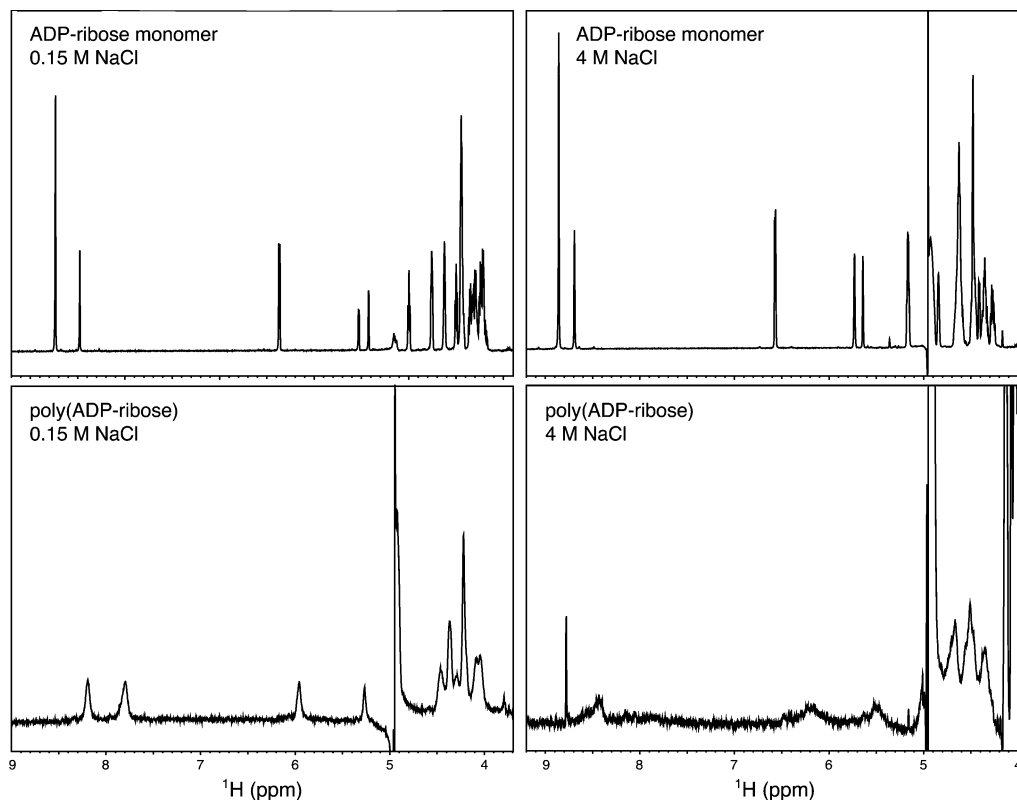 ADP-ribose monomer
0.15 M NaCl
ADP-ribose monomer
4 M NaCl
poly(ADP-ribose)
0.15 M NaCl
poly(ADP-ribose)
4 M NaCl
9 8 7 6 5 4
9 8 7 6 5 4
¹H (ppm)
¹H (ppm)